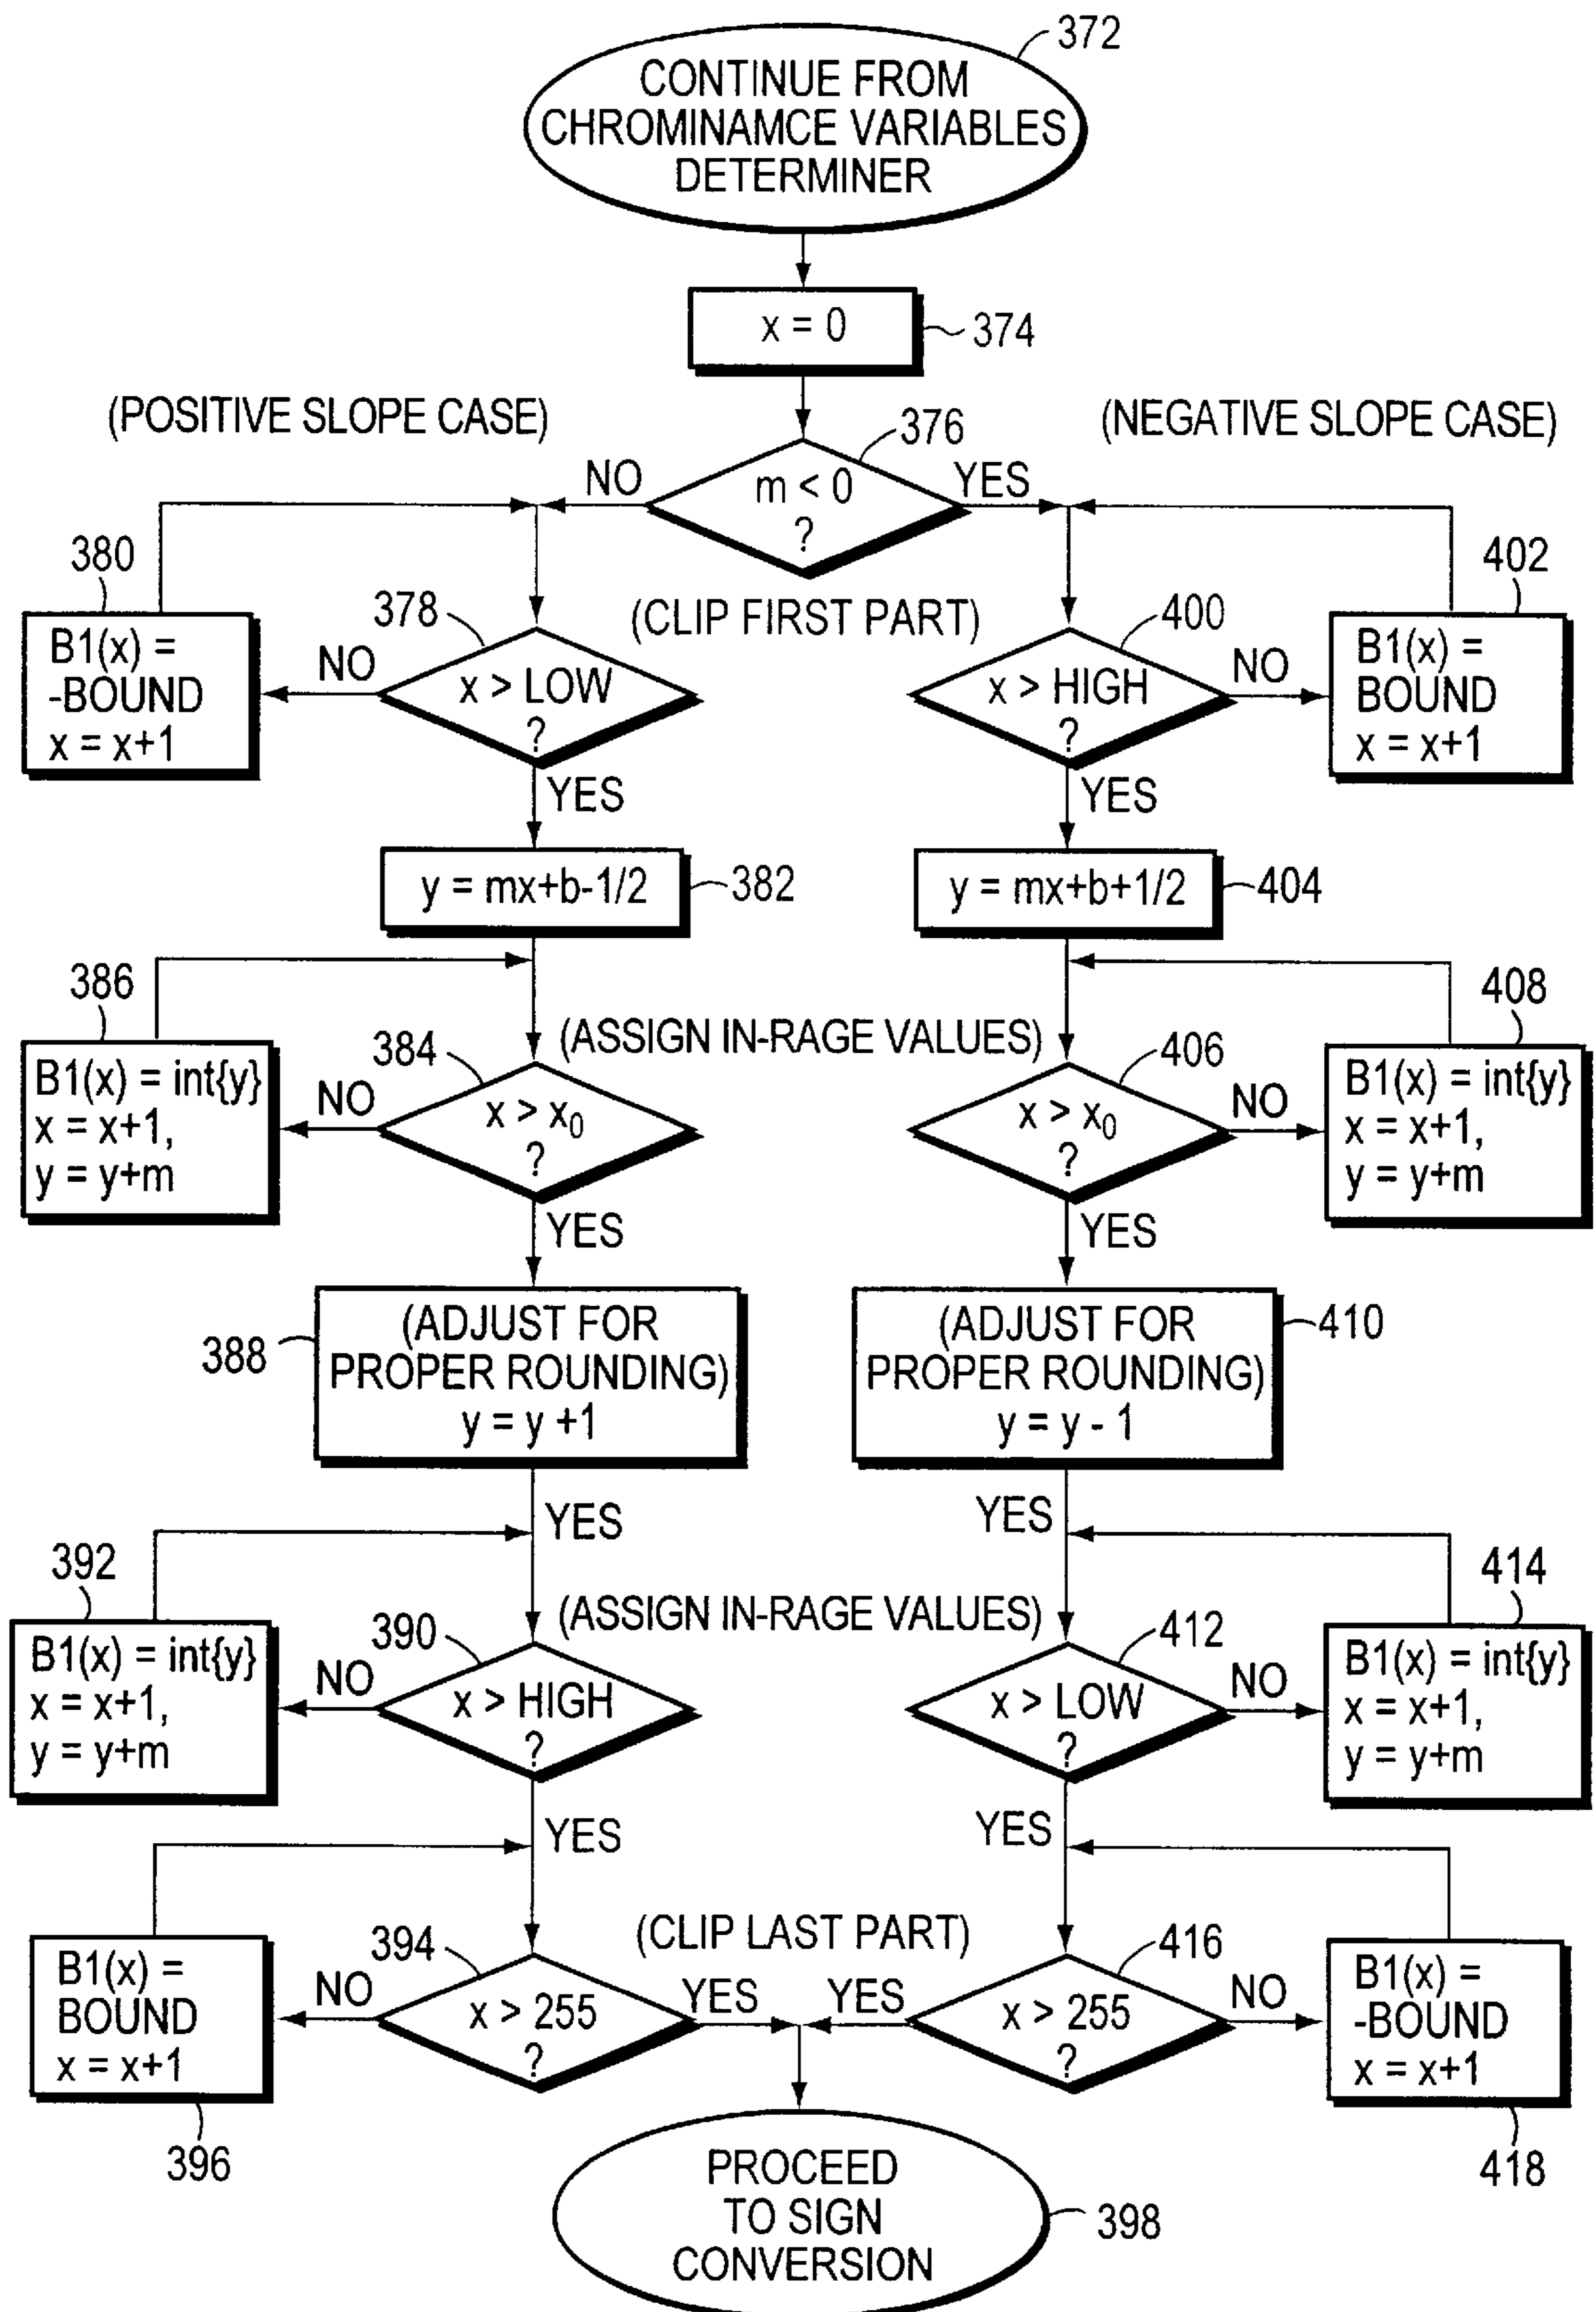 372
CONTINUE FROM
CHROMINAMCE VARIABLES
DETERMINER
x = 0
374
(POSITIVE SLOPE CASE)
(NEGATIVE SLOPE CASE)
376
m < 0
?
NO
YES
380
B1(x) =
-BOUND
x = x+1
378
NO
x > LOW
?
YES
(CLIP FIRST PART)
400
x > HIGH
?
NO
YES
402
B1(x) =
BOUND
x = x+1
y = mx+b-1/2
382
y = mx+b+1/2
404
386
B1(x) = int{y}
x = x+1,
y = y+m
384
NO
x > x0
?
YES
(ASSIGN IN-RAGE VALUES)
406
x > x0
?
NO
YES
408
B1(x) = int{y}
x = x+1,
y = y+m
388
(ADJUST FOR
PROPER ROUNDING)
y = y +1
YES
(ADJUST FOR
PROPER ROUNDING)
y = y - 1
410
YES
392
B1(x) = int{y}
x = x+1,
y = y+m
390
NO
x > HIGH
?
YES
(ASSIGN IN-RAGE VALUES)
412
x > LOW
?
NO
YES
414
B1(x) = int{y}
x = x+1,
y = y+m
B1(x) =
BOUND
x = x+1
396
394
NO
x > 255
?
YES
(CLIP LAST PART)
416
YES
x > 255
?
NO
B1(x) =
-BOUND
x = x+1
418
PROCEED
TO SIGN
CONVERSION
398